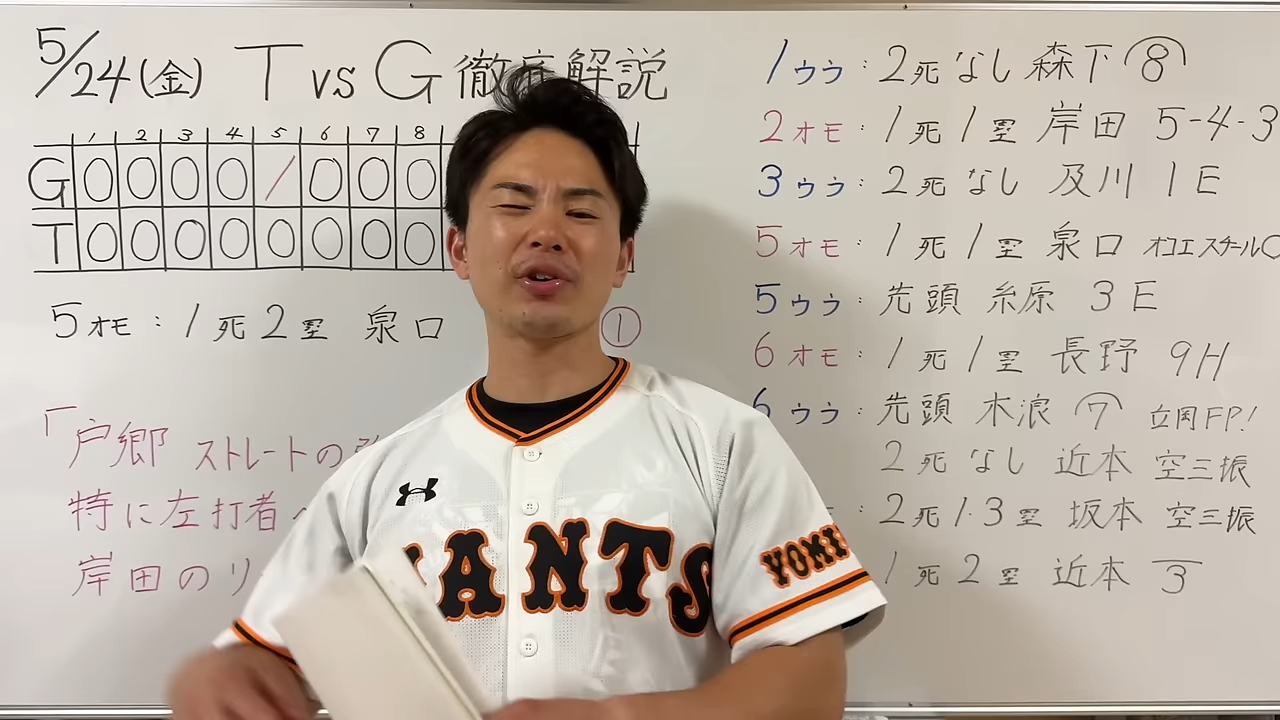 5/24(金) T vs G 徹底解説
1 2 3 4 5 6 7 8
G 0 0 0 0 1 0 0 0
T 0 0 0 0 0 0 0 0
5オモ:1死2塁 泉口 ①
「戸郷 ストレートの
特に左打者へ
岸田のリ
1ウラ:2死なし 森下 8
2オモ:1死1塁 岸田 5-4-3
3ウラ:2死なし 及川 1E
5オモ:1死1塁 泉口 オコエスチール○
5ウラ:先頭 糸原 3E
6オモ:1死1塁 長野 9H
6ウラ:先頭 木浪 7 立岡FP!
2死なし 近本 空三振
:2死1.3塁 坂本 空三振
1死2塁 近本 3
GIANTS
YOMI